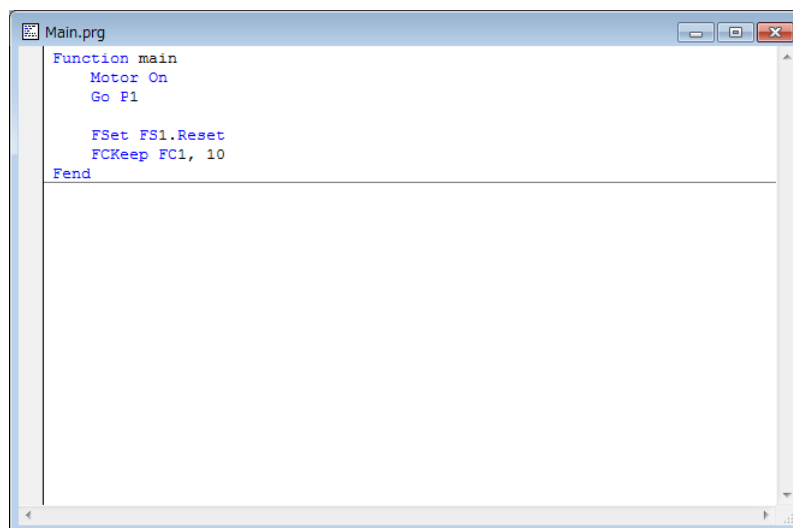 Main.prg
Function main
Motor On
Go P1
FSet FS1.Reset
FCKeep FC1, 10
Fend